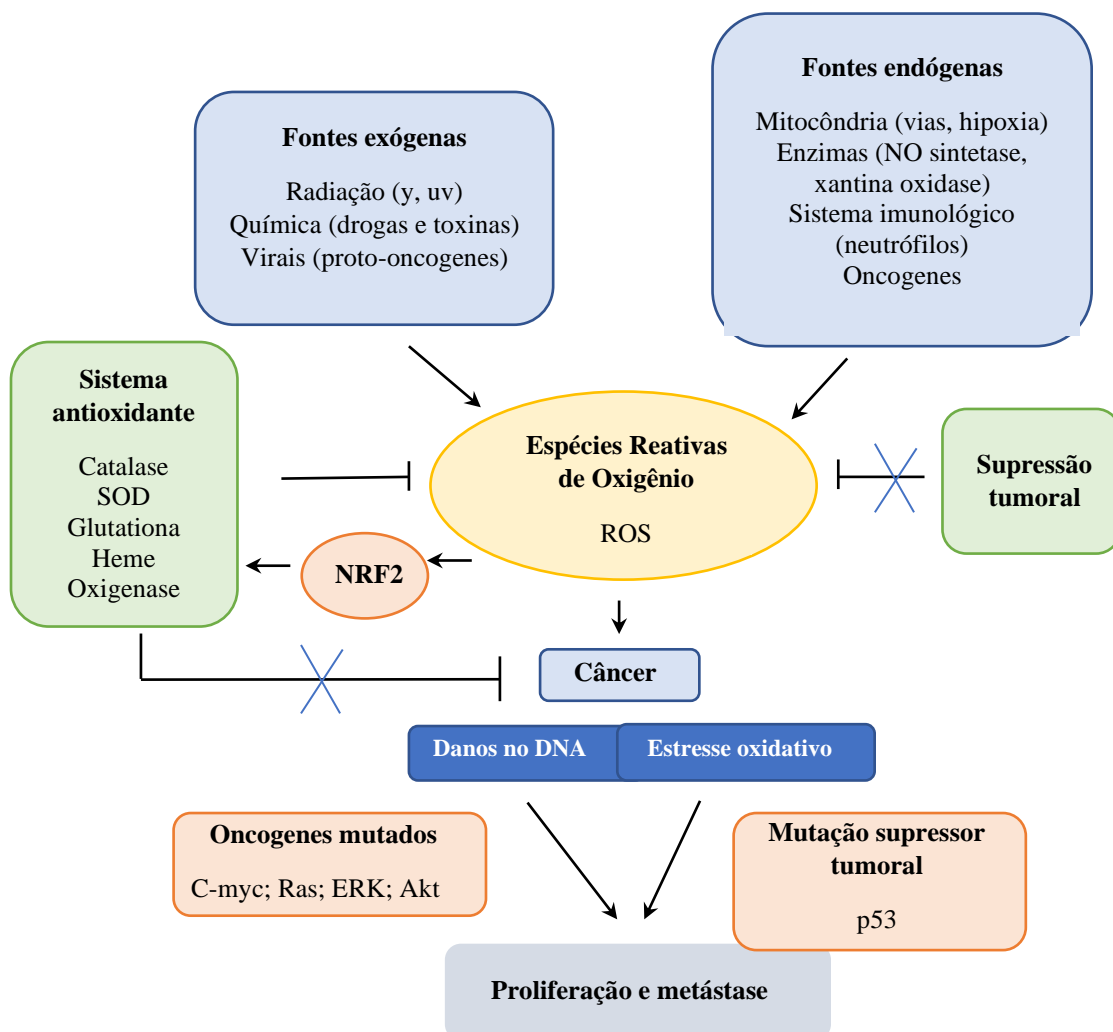 Fontes exógenas
Radiação (y, uv)
Química (drogas e toxinas)
Virais (proto-oncogenes)
Fontes endógenas
Mitocôndria (vias, hipoxia)
Enzimas (NO sintetase,
xantina oxidase)
Sistema imunológico
(neutrófilos)
Oncogenes
Sistema
antioxidante
Catalase
SOD
Glutationa
Heme
Oxigenase
Espécies Reativas
de Oxigênio
ROS
Supressão
tumoral
NRF2
Câncer
Danos no DNA
Estresse oxidativo
Oncogenes mutados
C-myc; Ras; ERK; Akt
Mutação supressor
tumoral
p53
Proliferação e metástase